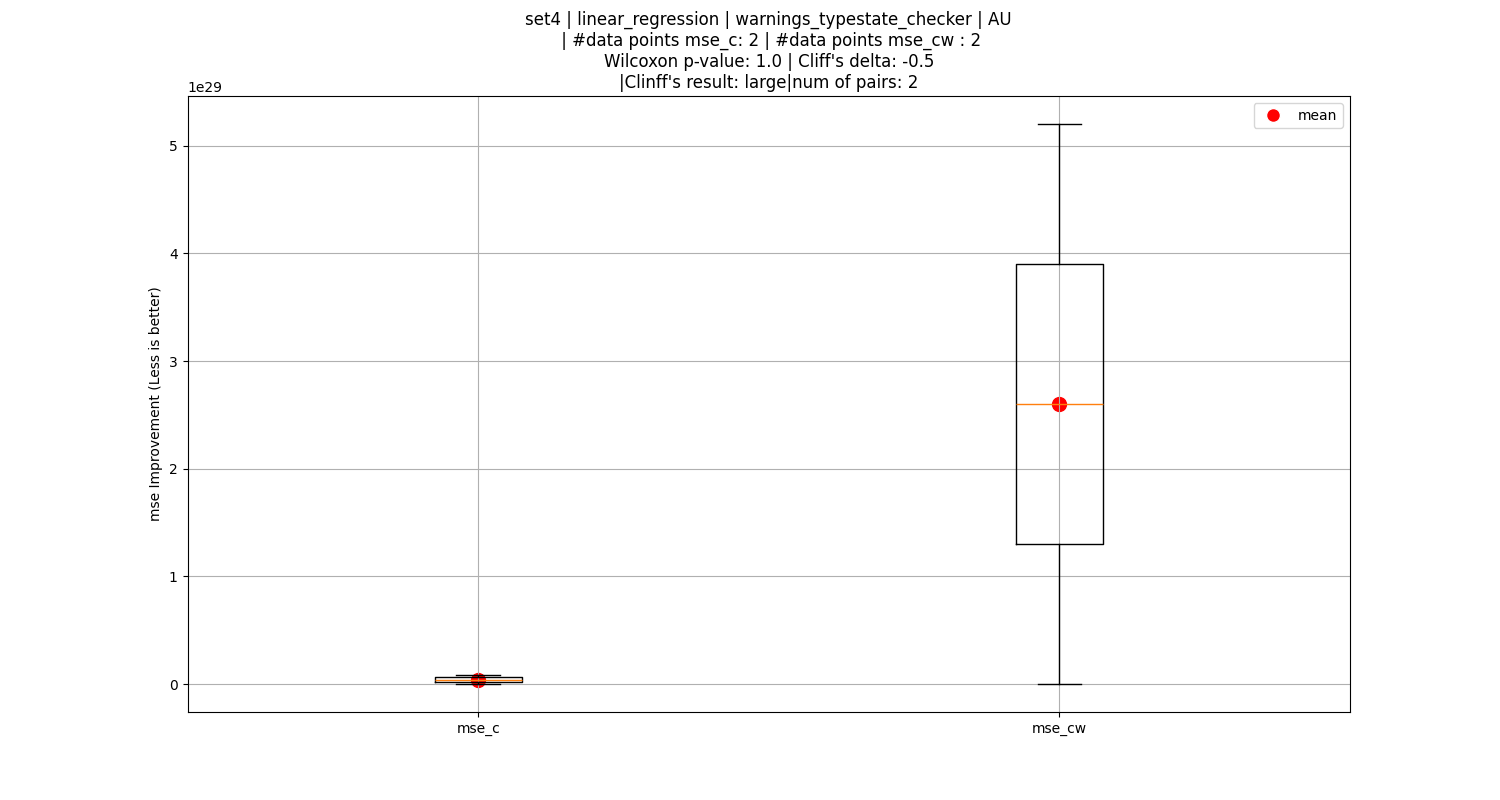 set4 | linear_regression | warnings_typestate_checker | AU
| #data points mse_c: 2 | #data points mse_cw : 2
Wilcoxon p-value: 1.0 | Cliff's delta: -0.5
|Clinff's result: large|num of pairs: 2
1e29
mean
5
4
3
2
1
0
mse Improvement (Less is better)
mse_c
mse_cw